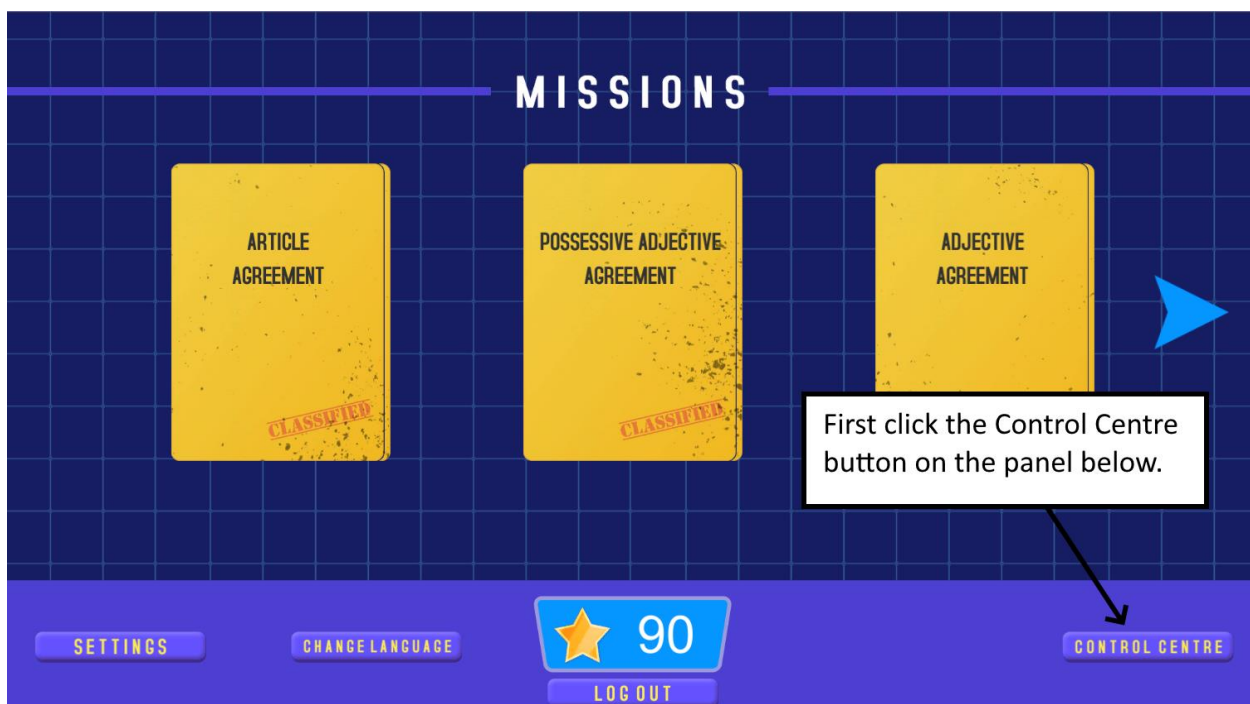 MISSIONS
ARTICLE
AGREEMENT
CLASSIFIED
POSSESSIVE ADJECTIVE
AGREEMENT
CLASSIFIED
ADJECTIVE
AGREEMENT
First click the Control Centre
button on the panel below.
SETTINGS
CHANGE LANGUAGE
90
LOG OUT
CONTROL CENTRE